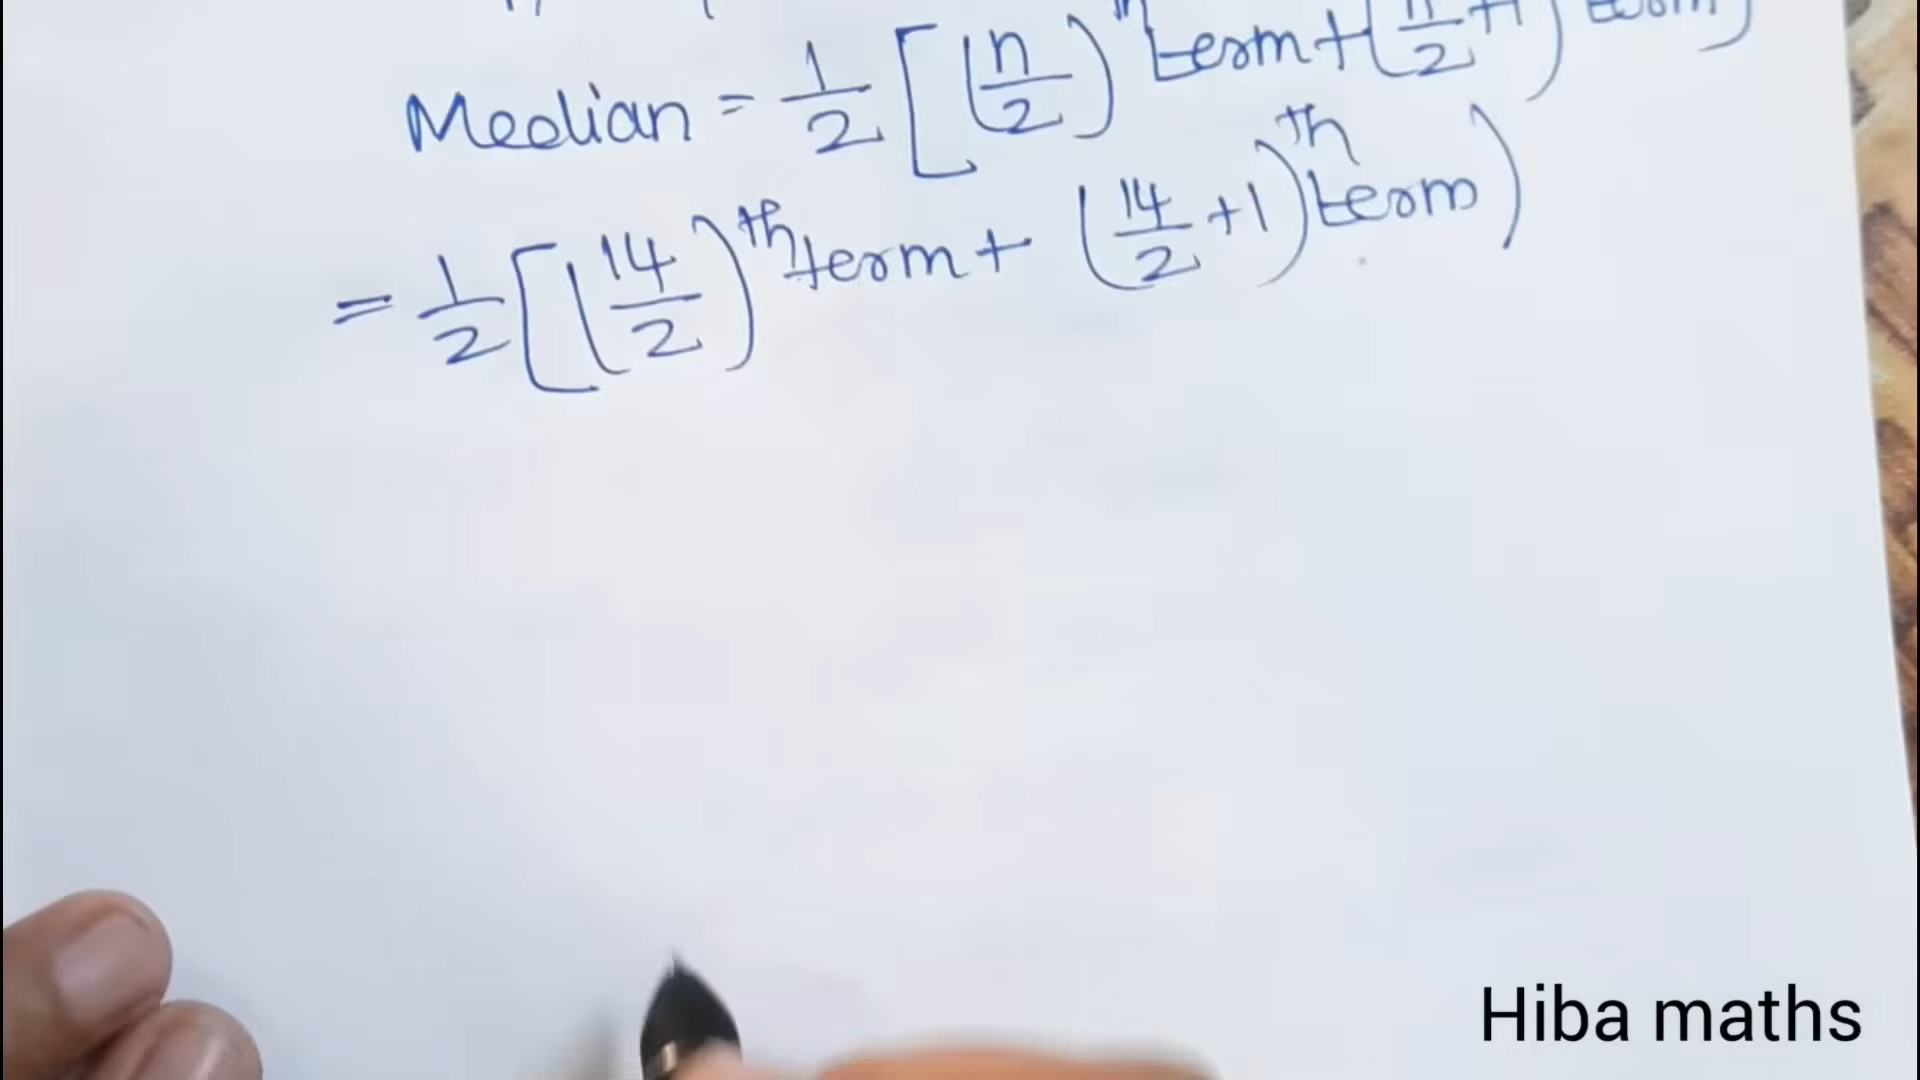 Median = 1/2 [(n/2)th term + (n/2 + 1) term)
= 1/2 [(14/2)th term + (14/2 + 1)th term)
Hiba maths